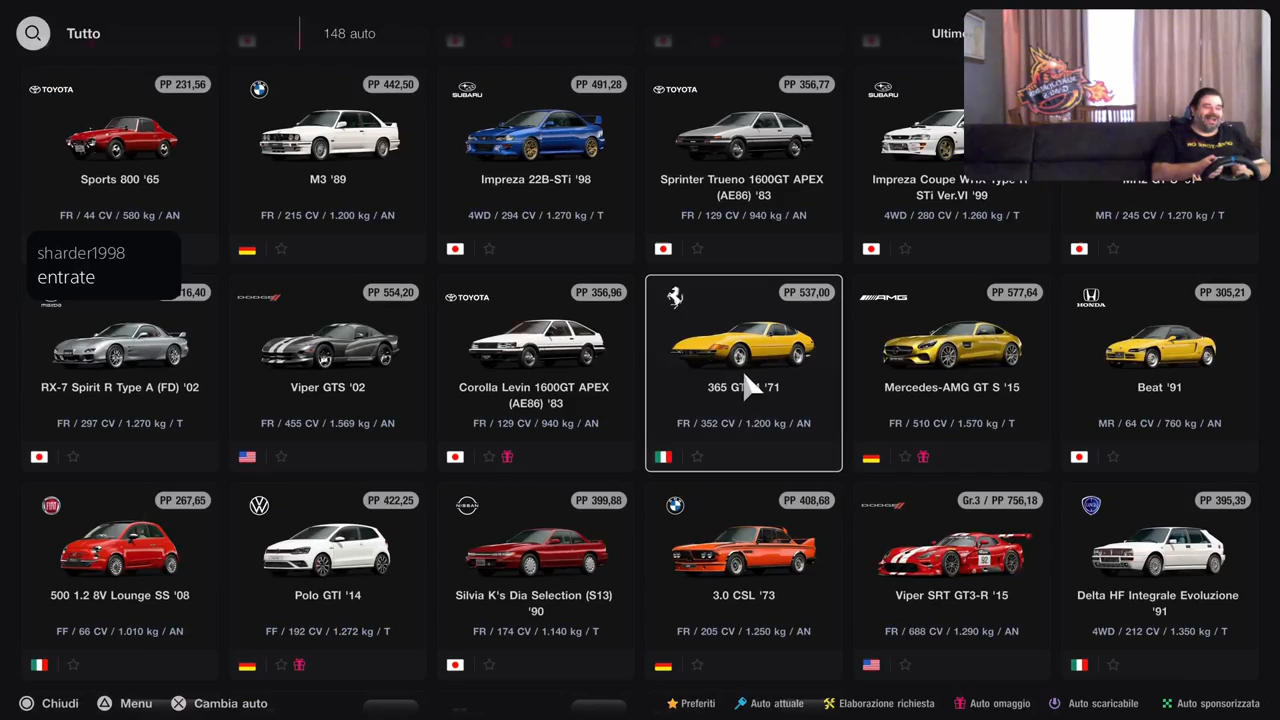 Tutto
148 auto
TOYOTA
PP 231,56
Sports 800 '65
FR / 44 CV / 580 kg / AN
PP 442,50
M3 '89
FR / 215 CV / 1.200 kg / AN
SUBARU
PP 491,28
Impreza 22B-STi '98
4WD / 294 CV / 1.270 kg / T
TOYOTA
PP 356,77
Sprinter Trueno 1600GT APEX
(AE86) '83
FR / 129 CV / 940 kg / AN
SUBARU
STi Ver.VI '99
4WD / 280 CV / 1.260 kg / T
MR / 245 CV / 1.270 kg / T
sharder1998
entrate
RX-7 Spirit R Type A (FD) '02
FR / 297 CV / 1.270 kg / T
PP 554,20
Viper GTS '02
FR / 455 CV / 1.569 kg / T
TOYOTA
PP 356,96
Corolla Levin 1600GT APEX
(AE86) '83
FR / 129 CV / 940 kg / AN
PP 537,00
365 '71
FR / 352 CV / 1.200 kg / AN
AMG
PP 577,64
Mercedes-AMG GT S '15
FR / 510 CV / 1.570 kg / T
HONDA
PP 305,21
Beat '91
MR / 64 CV / 760 kg / AN
FIAT
PP 267,65
500 1.2 8V Lounge SS '08
FF / 66 CV / 1.010 kg / AN
PP 422,25
Polo GTI '14
FF / 192 CV / 1.272 kg / T
NISSAN
PP 399,88
Silvia K's Dia Selection (S13)
'90
FR / 174 CV / 1.140 kg / T
PP 408,68
3.0 CSL '73
FR / 205 CV / 1.250 kg / AN
Gr.3 / PP 756,18
Viper SRT GT3-R '15
FR / 688 CV / 1.290 kg / AN
PP 395,39
Delta HF Integrale Evoluzione
'91
4WD / 212 CV / 1.350 kg / T
Chiudi
Menu
Cambia auto
Preferiti
Auto attuale
Elaborazione richiesta
Auto omaggio
Auto scaricabile
Auto sponsorizzata